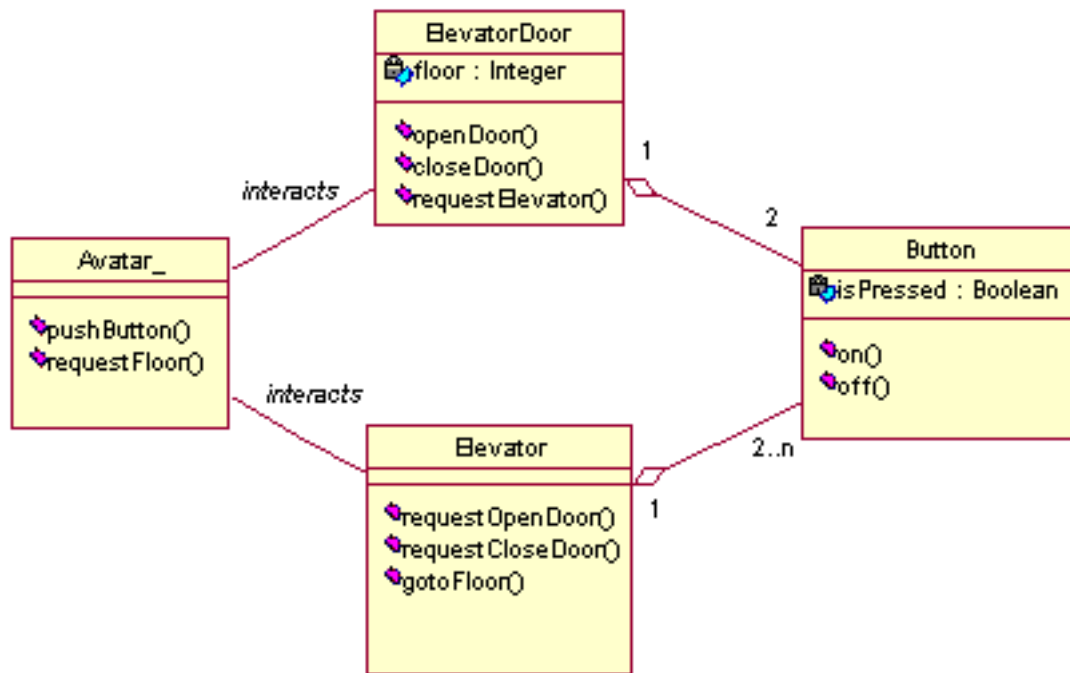 ElevatorDoor
floor : Integer
openDoor()
closeDoor()
requestElevator()
1
interacts
2
Avatar_
pushButton()
requestFloor()
Button
isPressed : Boolean
on()
off()
interacts
2..n
Elevator
1
requestOpenDoor()
requestCloseDoor()
gotoFloor()